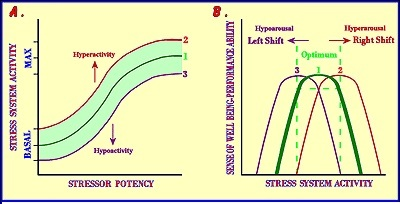 A.
STRESS SYSTEM ACTIVITY
BASAL
MAX
Hyperactivity
Hypoactivity
2
1
3
STRESSOR POTENCY
B.
SENSE OF WELL BEING-PERFORMANCE ABILITY
Hypoarousal
Left Shift
Hyperarousal
Right Shift
Optimum
3
1
2
STRESS SYSTEM ACTIVITY